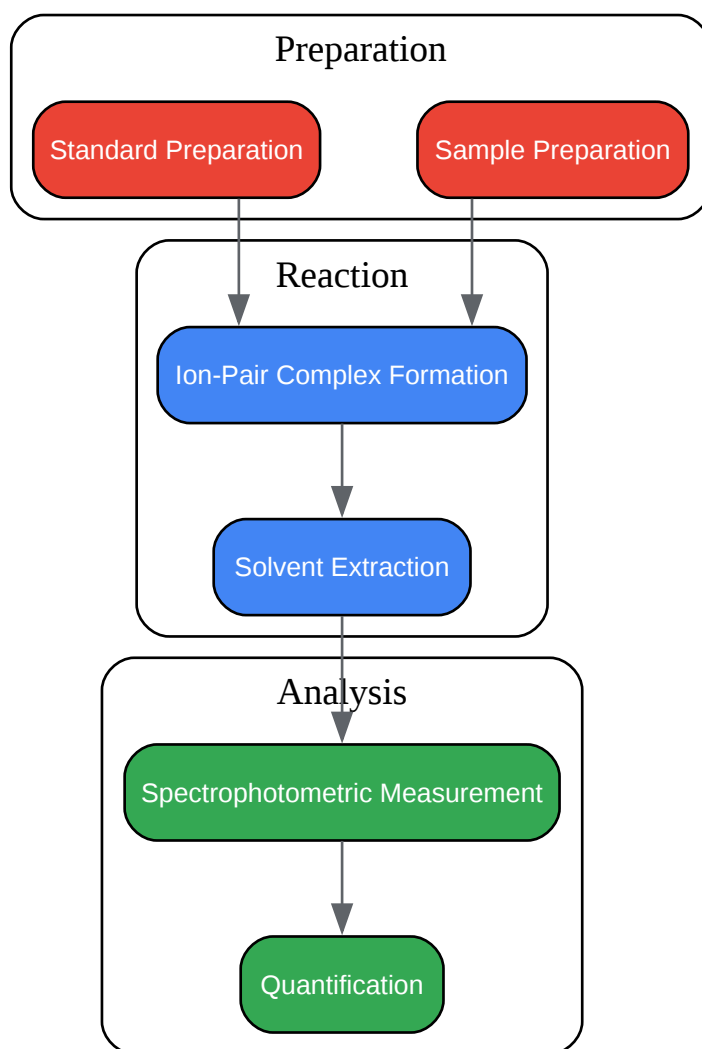 Preparation
Standard Preparation
Sample Preparation
Reaction
Ion-Pair Complex Formation
Solvent Extraction
Analysis
Spectrophotometric Measurement
Quantification